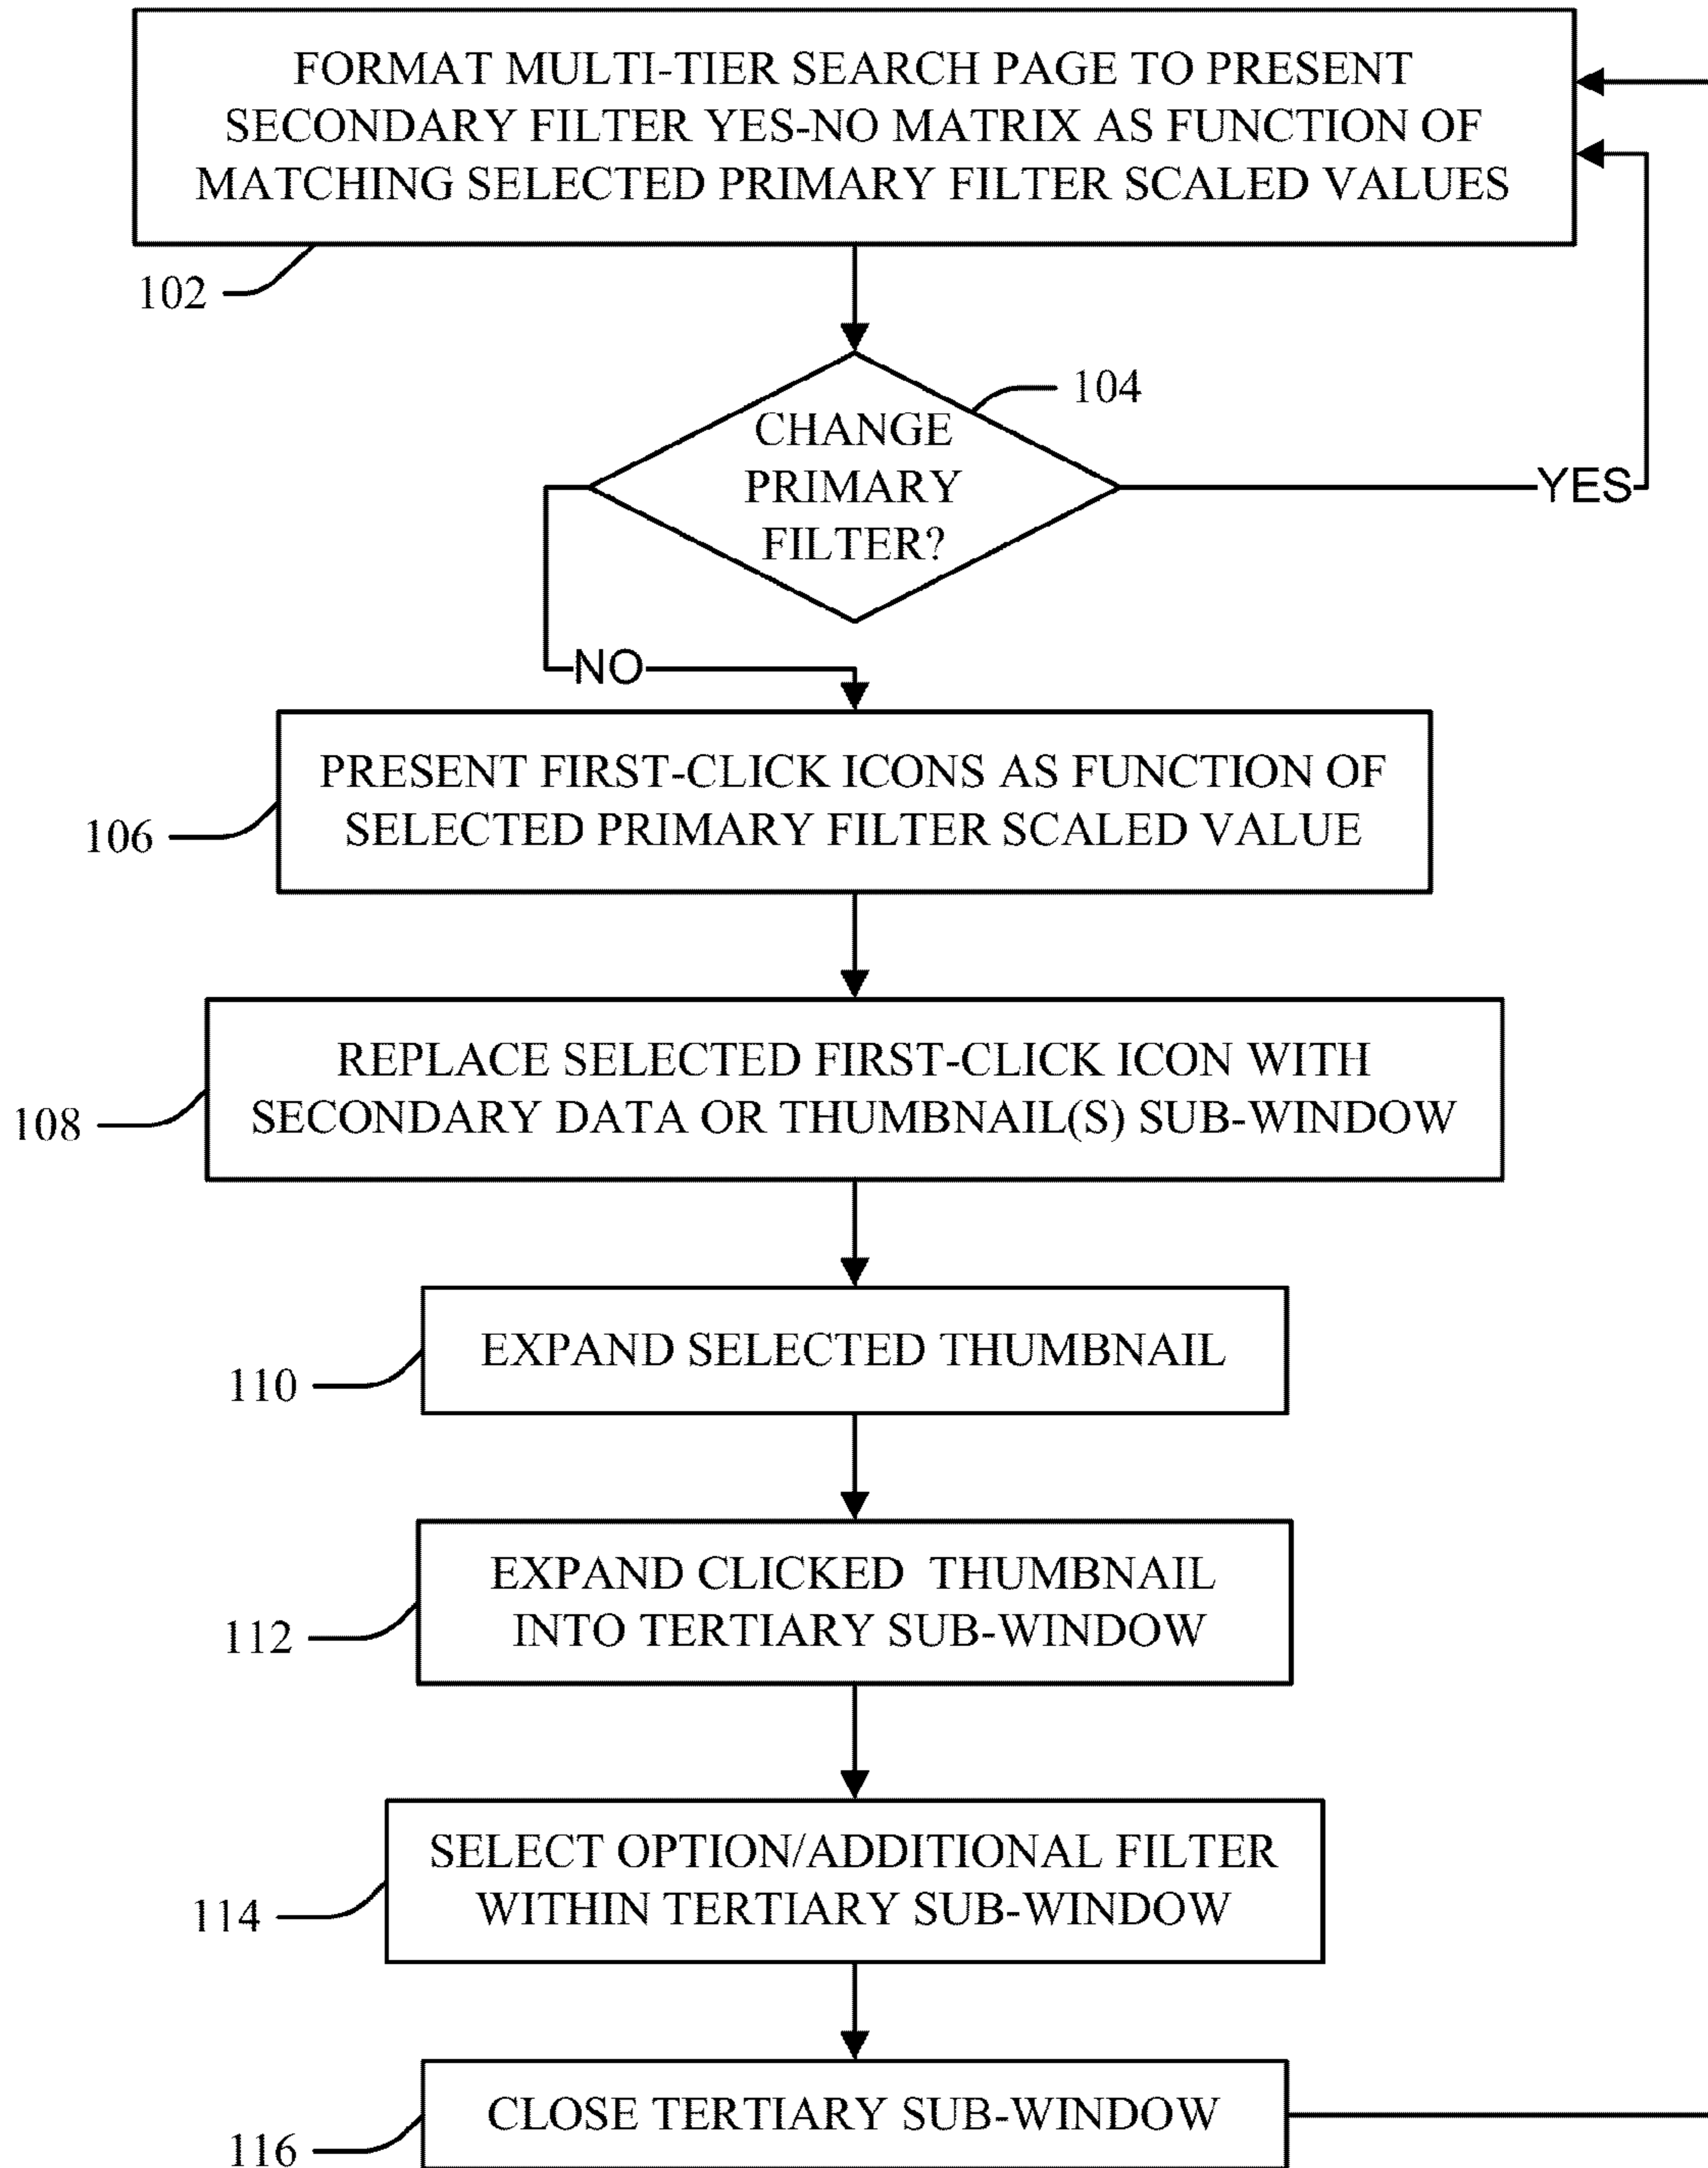 FORMAT MULTI-TIER SEARCH PAGE TO PRESENT
SECONDARY FILTER YES-NO MATRIX AS FUNCTION OF
MATCHING SELECTED PRIMARY FILTER SCALED VALUES
102
104
CHANGE
PRIMARY
FILTER?
YES
NO
PRESENT FIRST-CLICK ICONS AS FUNCTION OF
SELECTED PRIMARY FILTER SCALED VALUE
106
REPLACE SELECTED FIRST-CLICK ICON WITH
SECONDARY DATA OR THUMBNAIL(S) SUB-WINDOW
108
EXPAND SELECTED THUMBNAIL
110
EXPAND CLICKED THUMBNAIL
INTO TERTIARY SUB-WINDOW
112
SELECT OPTION/ADDITIONAL FILTER
WITHIN TERTIARY SUB-WINDOW
114
CLOSE TERTIARY SUB-WINDOW
116